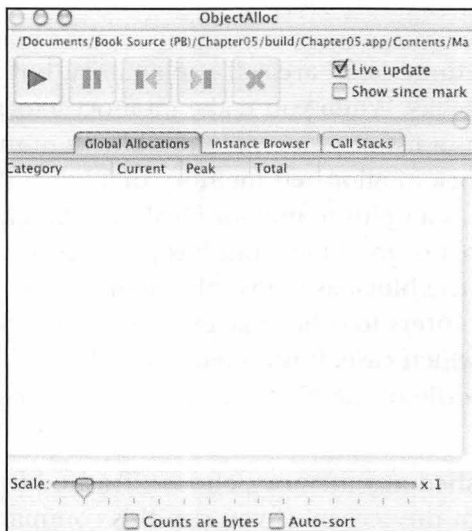 ObjectAlloc
/Documents/Book Source (PB)/Chapter05/build/Chapter05.app/Contents/Ma
Live update
Show since mark
Global Allocations Instance Browser Call Stacks
Category Current Peak Total
Scale: x 1
Counts are bytes Auto-sort